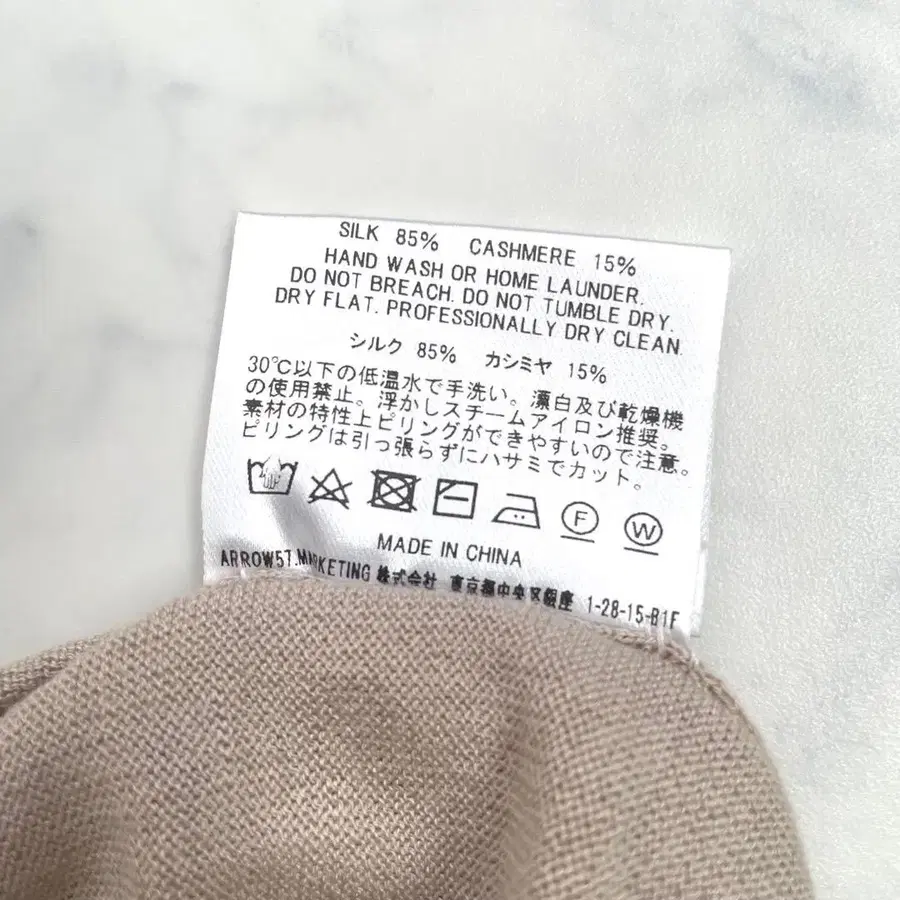 SILK 85% CASHMERE 15%
HAND WASH OR HOME LAUNDER.
DO NOT BREACH. DO NOT TUMBLE DRY.
DRY FLAT. PROFESSIONALLY DRY CLEAN.
シルク 85% カシミヤ 15%
30℃以下の低温水で手洗い。漂白及び乾燥機
の使用禁止。浮かしスチームアイロン推奨。
素材の特性上ピリングができやすいので注意。
ピリングは引っ張らずにハサミでカット。
F W
MADE IN CHINA
ARROW57.MARKETING 株式会社 東京都中央区銀座 1-28-15-B1F